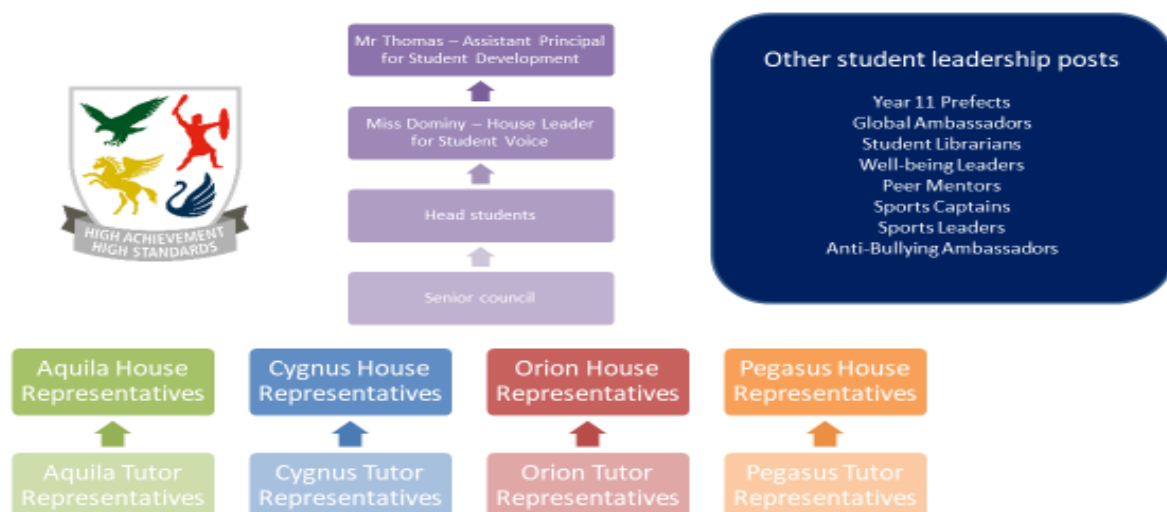 Mr Thomas – Assistant Principal
for Student Development
Miss Dominy – House Leader
for Student Voice
Head students
Senior council
HIGH ACHIEVEMENT
HIGH STANDARDS
Other student leadership posts
Year 11 Prefects
Global Ambassadors
Student Librarians
Well-being Leaders
Peer Mentors
Sports Captains
Sports Leaders
Anti-Bullying Ambassadors
Aquila House
Representatives
Cygnus House
Representatives
Orion House
Representatives
Pegasus House
Representatives
Aquila Tutor
Representatives
Cygnus Tutor
Representatives
Orion Tutor
Representatives
Pegasus Tutor
Representatives